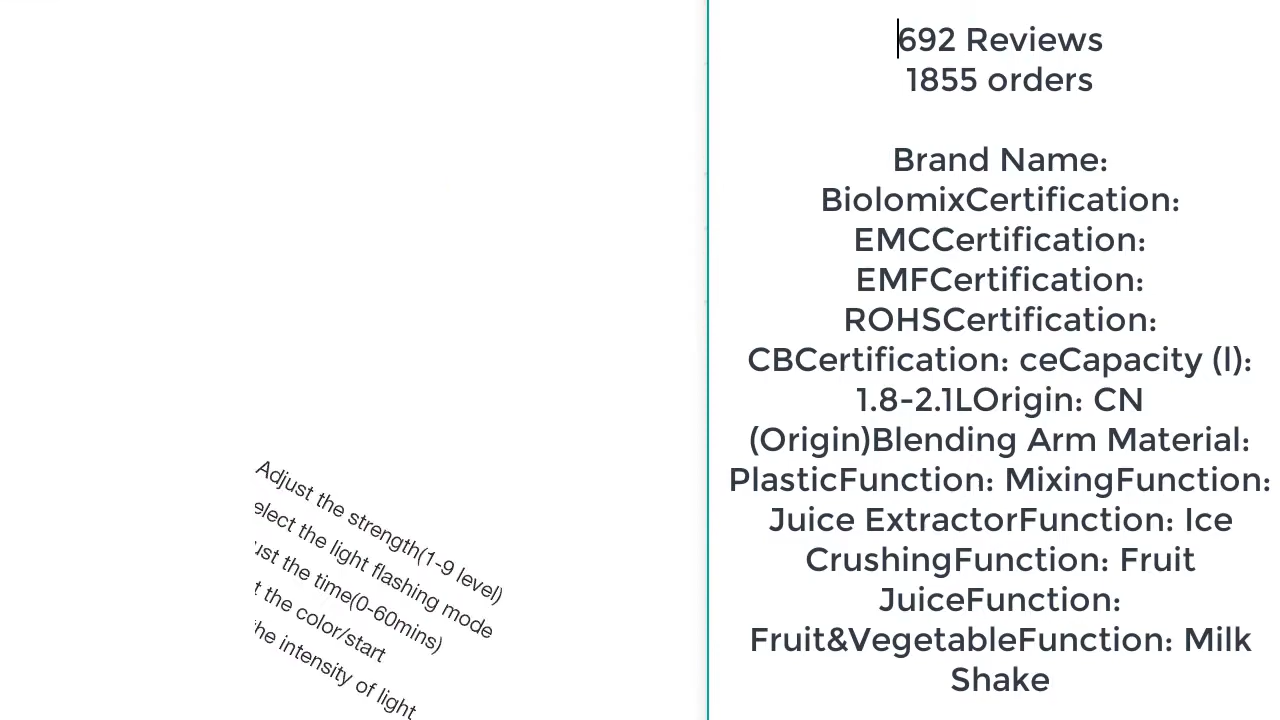 692 Reviews
1855 orders
Brand Name:
BiolomixCertification:
EMCCertification:
EMFCertification:
ROHSCertification:
CBCertification: ceCapacity (l):
1.8-2.1LOrigin: CN
(Origin)Blending Arm Material:
PlasticFunction: MixingFunction:
Juice ExtractorFunction: Ice
CrushingFunction: Fruit
JuiceFunction:
Fruit&VegetableFunction: Milk
Shake
Adjust the strength(1-9 level)
elect the light flashing mode
ust the time(0-60mins)
t the color/start
he intensity of light